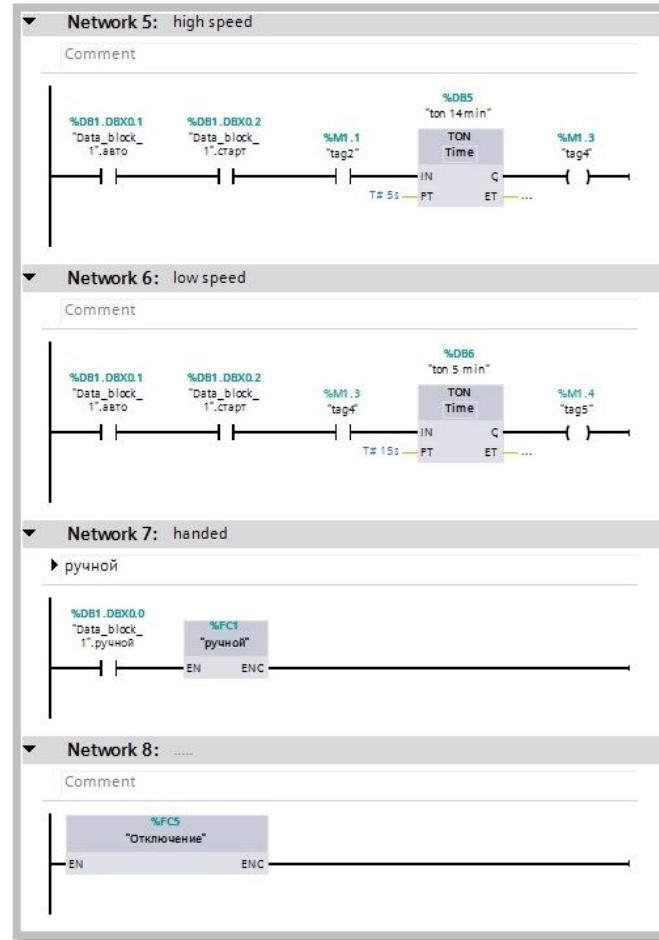 Network 5: high speed
Comment
%DB5
"ton 14min"
%DB1.DBX0.1 %DB1.DBX0.2
"Data_block_ "Data_block_ %M1.1 TON %M1.3
1".авто 1".старт "tag2" Time "tag4"
IN Q
T# 5s PT ET ...
Network 6: low speed
Comment
%DB6
"ton 5 min"
%DB1.DBX0.1 %DB1.DBX0.2
"Data_block_ "Data_block_ %M1.3 TON %M1.4
1".авто 1".старт "tag4" Time "tag5"
IN Q
T# 15s PT ET ...
Network 7: handed
ручной
%DB1.DBX0.0
"Data_block_ %FC1
1".ручной "ручной"
EN ENC
Network 8: .....
Comment
%FC5
"Отключение"
EN ENC